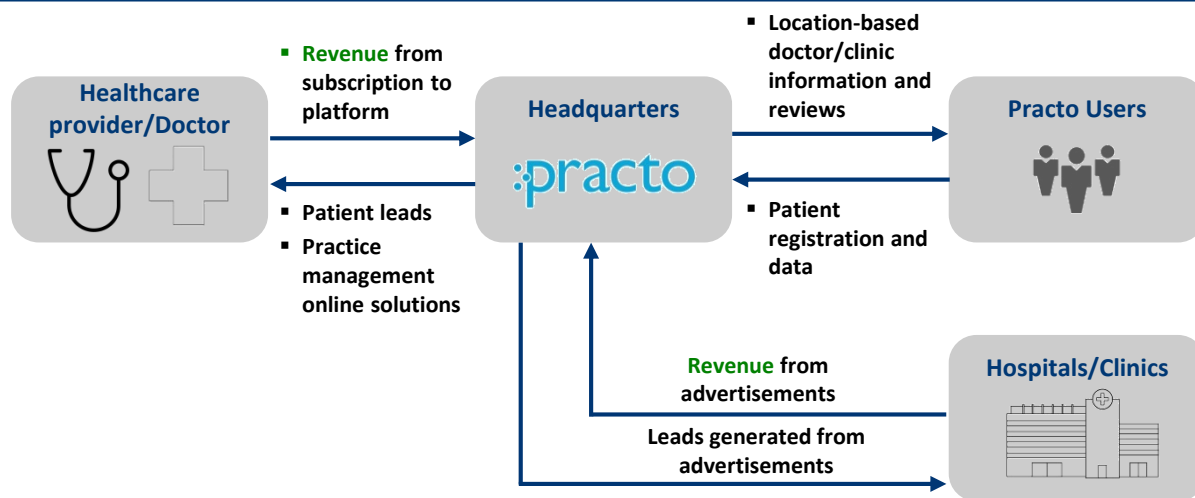 Healthcare
provider/Doctor
▪ Revenue from
subscription to
platform
▪ Patient leads
▪ Practice
management
online solutions
Headquarters
practo
▪ Location-based
doctor/clinic
information and
reviews
▪ Patient
registration and
data
Practo Users
Revenue from
advertisements
Leads generated from
advertisements
Hospitals/Clinics